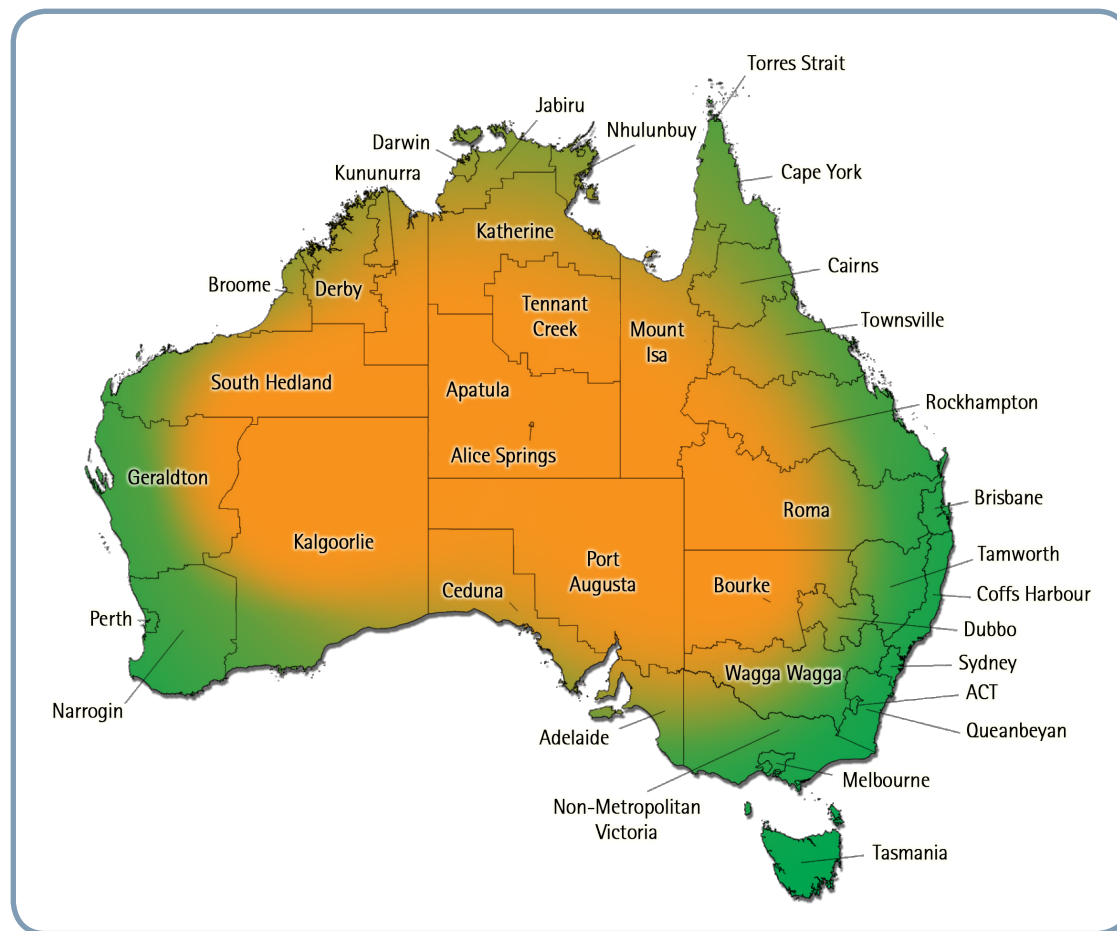 Torres Strait
Jabiru
Nhulunbuy
Darwin
Kununurra
Cape York
Katherine
Cairns
Broome
Derby
Tennant
Creek
Mount
Isa
Townsville
South Hedland
Apatula
Rockhampton
Alice Springs
Geraldton
Brisbane
Roma
Kalgoorlie
Port
Augusta
Tamworth
Ceduna
Bourke
Coffs Harbour
Perth
Dubbo
Wagga Wagga
Sydney
ACT
Narrogin
Queanbeyan
Adelaide
Melbourne
Non-Metropolitan
Victoria
Tasmania